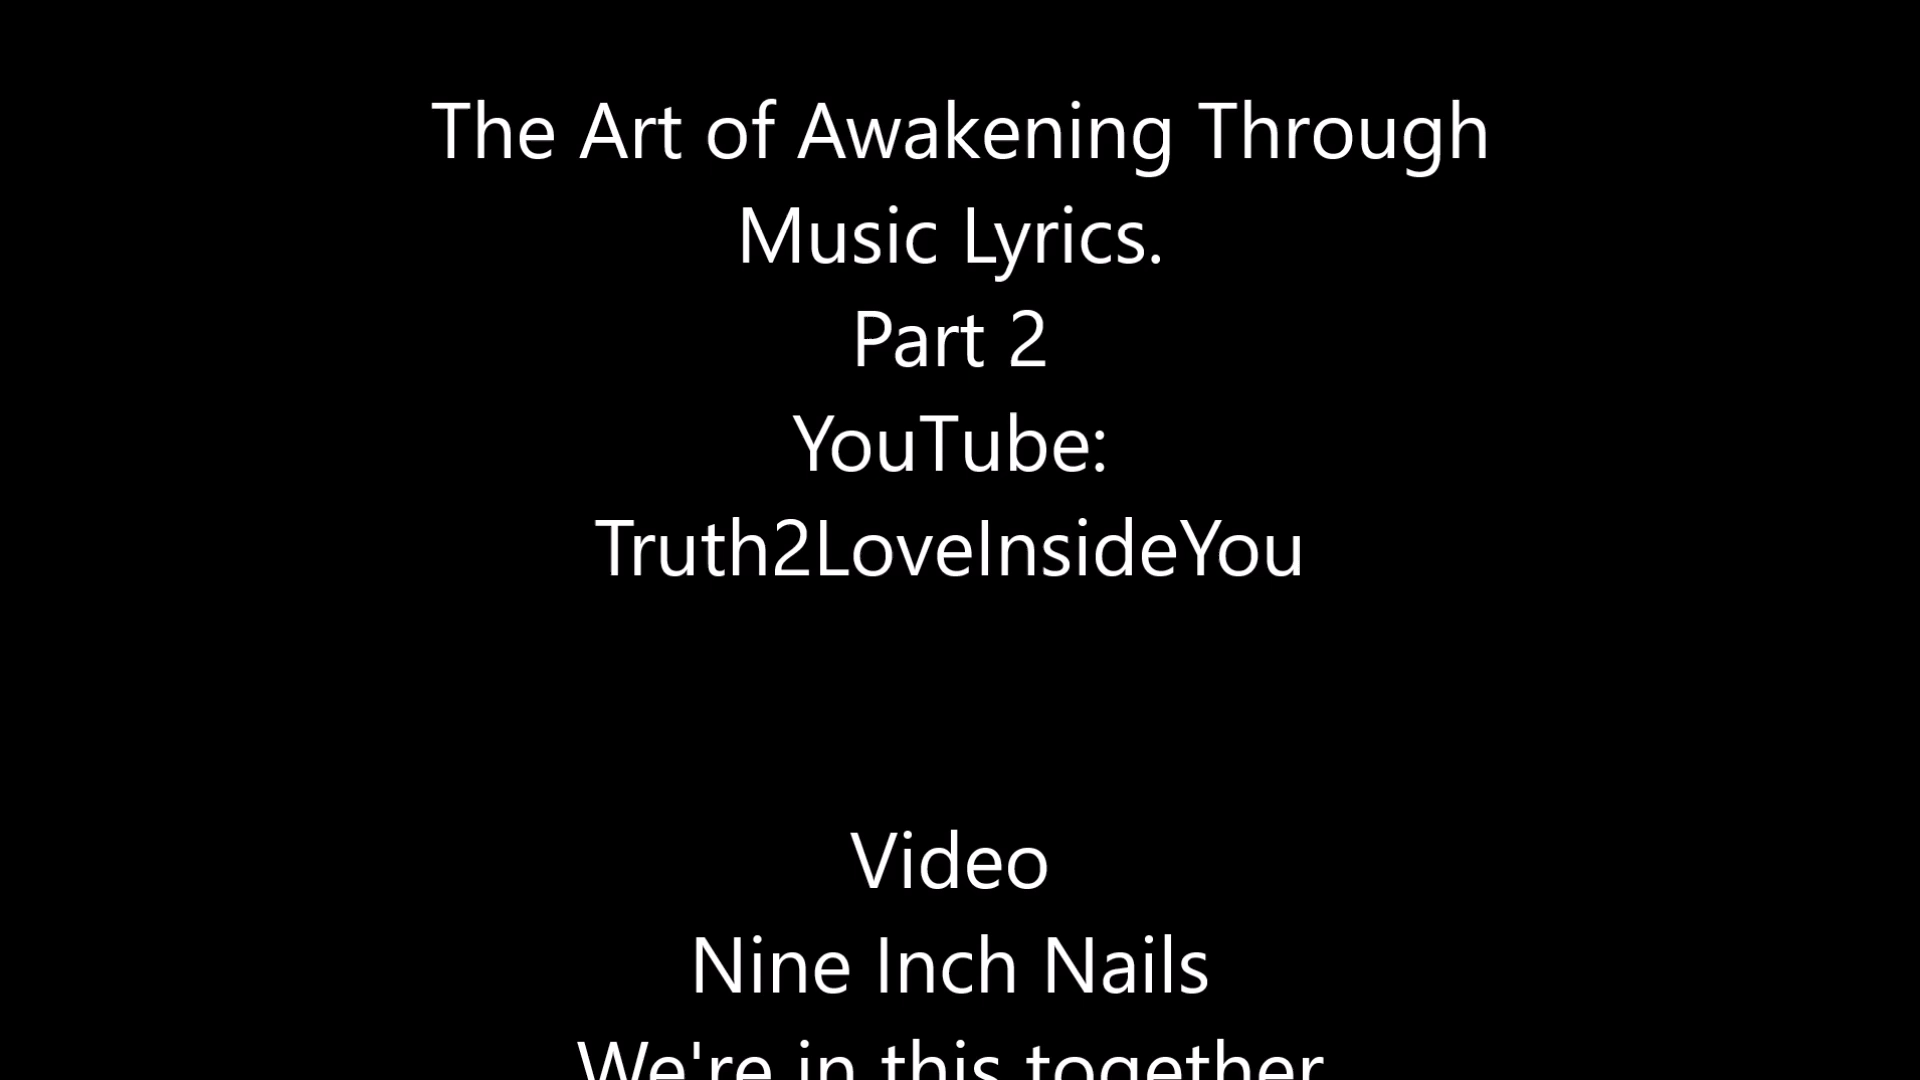 The Art of Awakening Through
Music Lyrics.
Part 2
YouTube:
Truth2LoveInsideYou
Video
Nine Inch Nails
We're in this together